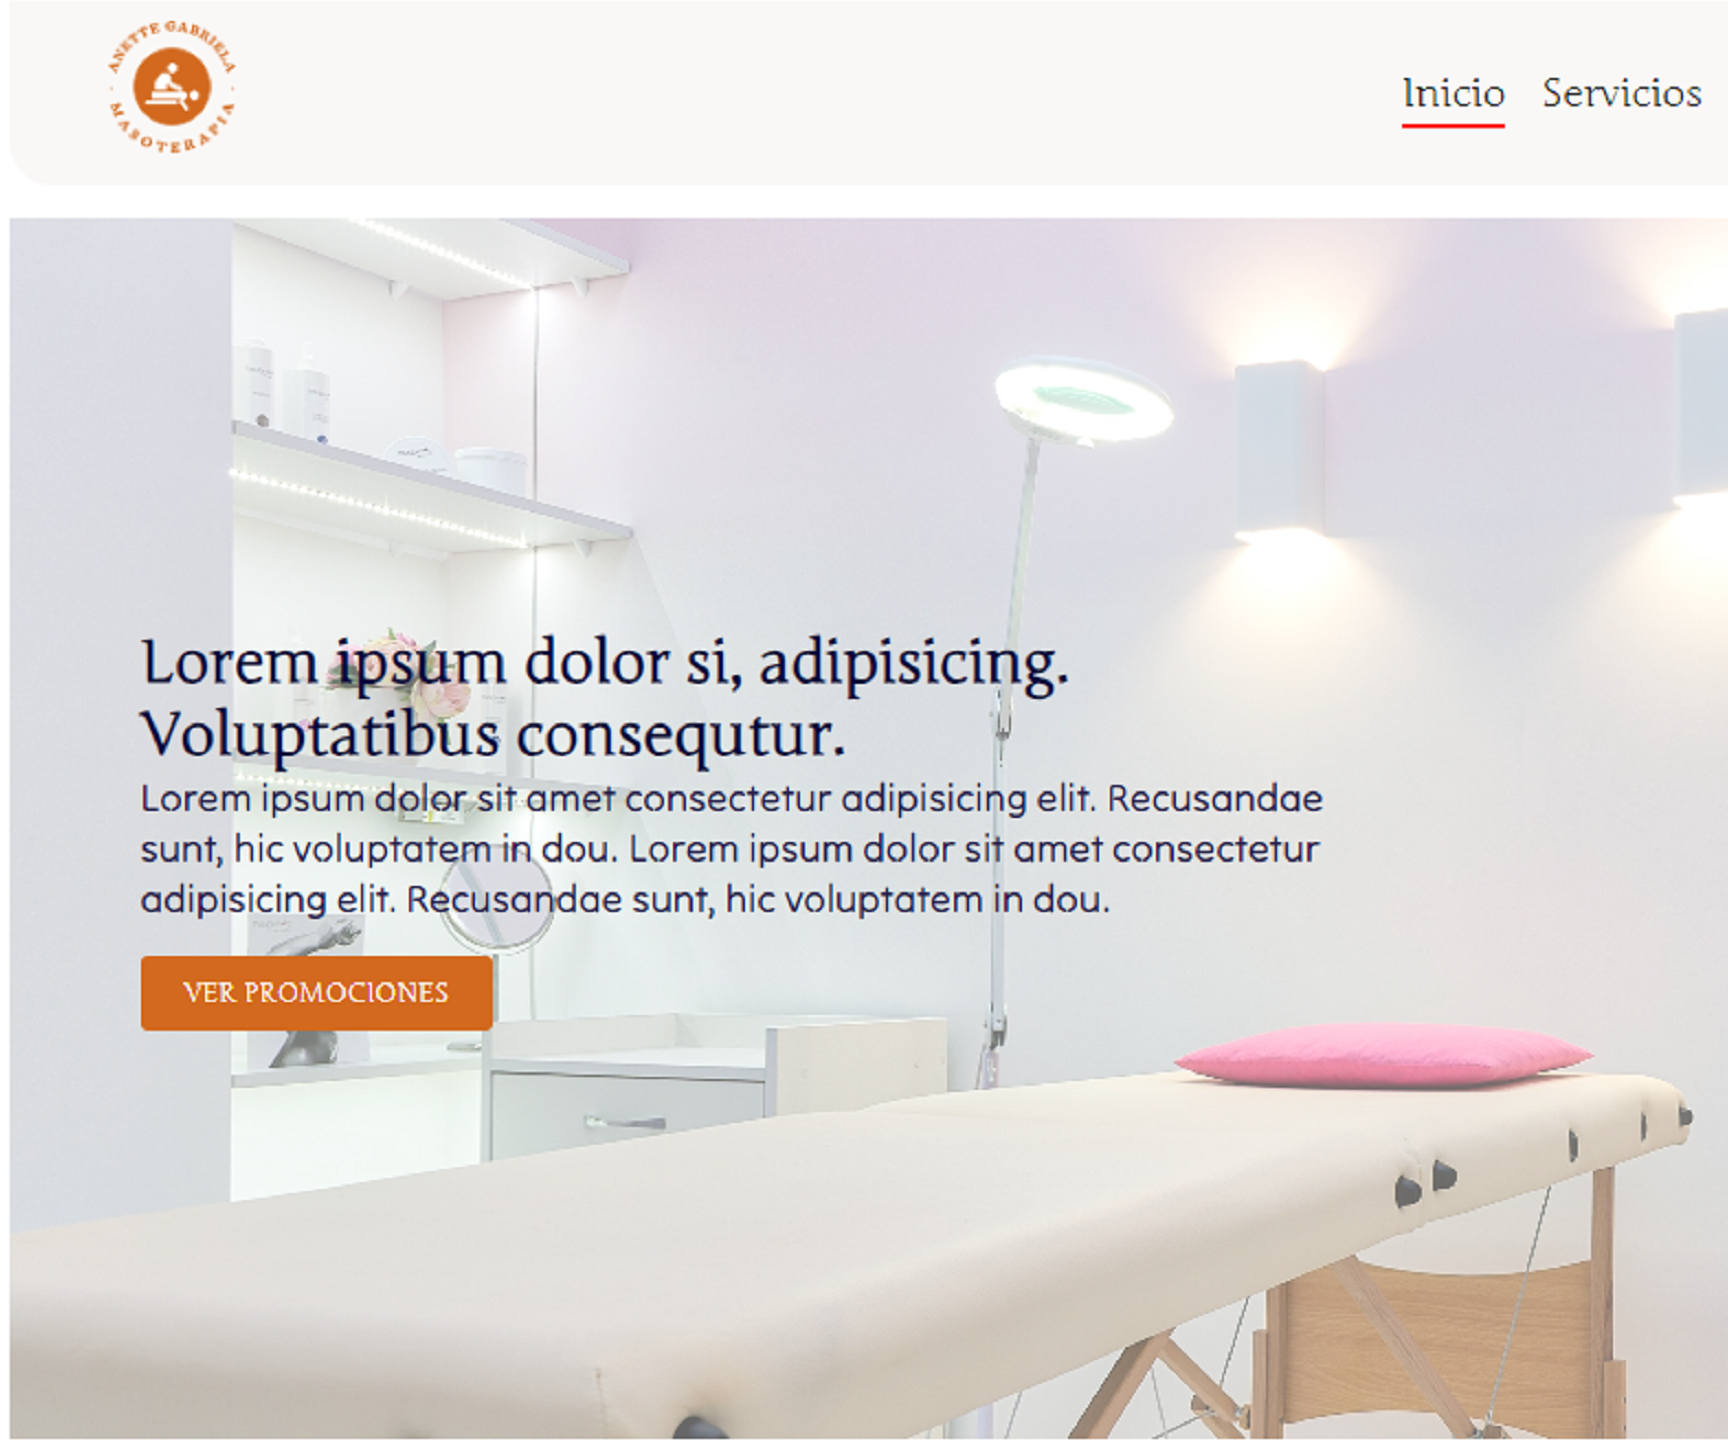 ANETTE GABRIELA
MASOTERAPIA
Inicio Servicios
Lorem ipsum dolor si, adipisicing.
Voluptatibus consequtur.
Lorem ipsum dolor sit amet consectetur adipisicing elit. Recusandae
sunt, hic voluptatem in dou. Lorem ipsum dolor sit amet consectetur
adipisicing elit. Recusandae sunt, hic voluptatem in dou.
VER PROMOCIONES